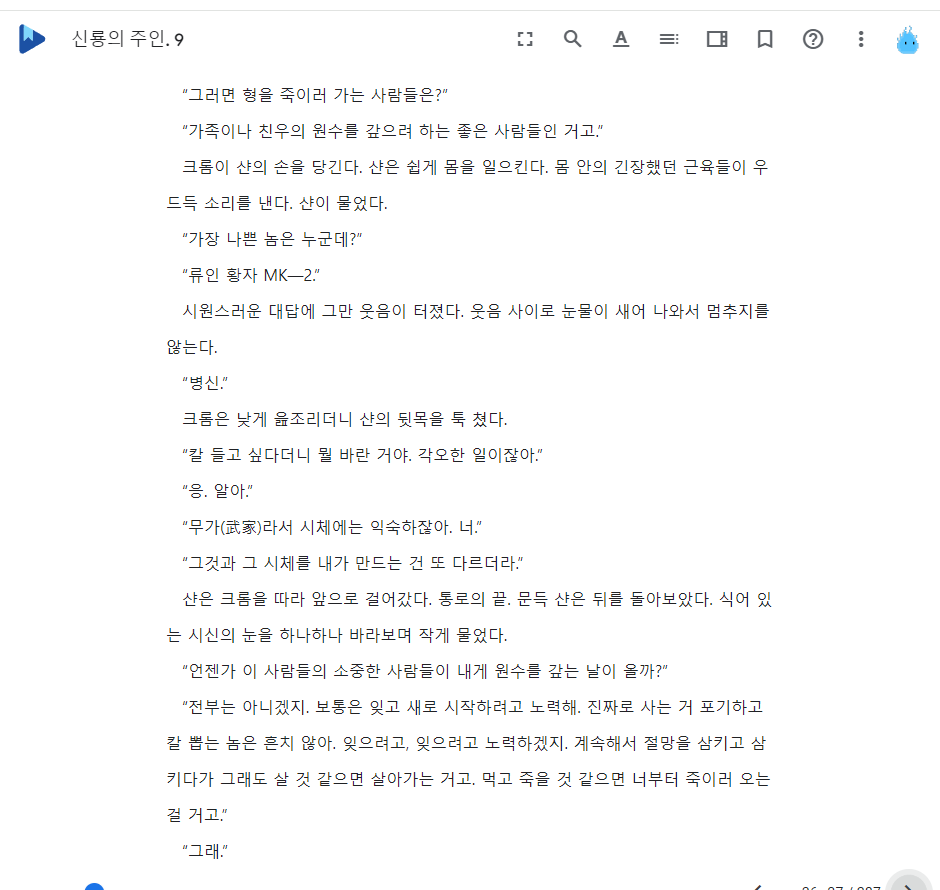 신룡의 주인. 9
“그러면 형을 죽이러 가는 사람들은?”
“가족이나 친우의 원수를 갚으려 하는 좋은 사람들인 거고.”
크롬이 샨의 손을 당긴다. 샨은 쉽게 몸을 일으킨다. 몸 안의 긴장했던 근육들이 우
드득 소리를 낸다. 샨이 물었다.
“가장 나쁜 놈은 누군데?”
“류인 황자 MK—2.”
시원스러운 대답에 그만 웃음이 터졌다. 웃음 사이로 눈물이 새어 나와서 멈추지를
않는다.
“병신.”
크롬은 낮게 읊조리더니 샨의 뒷목을 툭 쳤다.
“칼 들고 싶다더니 뭘 바란 거야. 각오한 일이잖아.”
“응. 알아.”
“무가(武家)라서 시체에는 익숙하잖아. 너.”
“그것과 그 시체를 내가 만드는 건 또 다르더라.”
샨은 크롬을 따라 앞으로 걸어갔다. 통로의 끝. 문득 샨은 뒤를 돌아보았다. 식어 있
는 시신의 눈을 하나하나 바라보며 작게 물었다.
“언젠가 이 사람들의 소중한 사람들이 내게 원수를 갚는 날이 올까?”
“전부는 아니겠지. 보통은 잊고 새로 시작하려고 노력해. 진짜로 사는 거 포기하고
칼 뽑는 놈은 흔치 않아. 잊으려고, 잊으려고 노력하겠지. 계속해서 절망을 삼키고 삼
키다가 그래도 살 것 같으면 살아가는 거고. 먹고 죽을 것 같으면 너부터 죽이러 오는
걸 거고.”
“그래.”